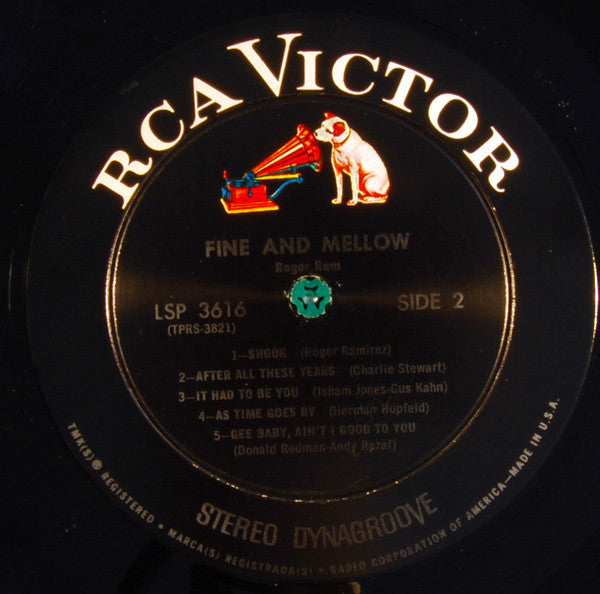 RCA VICTOR
FINE AND MELLOW
Roger Ram
LSP 3616
(TPRS-3821)
SIDE 2
1—SHOOK (Roger Ramirez)
2—AFTER ALL THESE YEARS (Charlie Stewart)
3—IT HAD TO BE YOU (Isham Jones-Gus Kahn)
4—AS TIME GOES BY (Herman Hupfeld)
5—GEE BABY, AIN'T I GOOD TO YOU
(Donald Redman-Andy Razaf)
STEREO DYNAGROOVE
TMK(S) ® REGISTERED • MARCA(S) REGISTRADA(S) • RADIO CORPORATION OF AMERICA—MADE IN U.S.A.